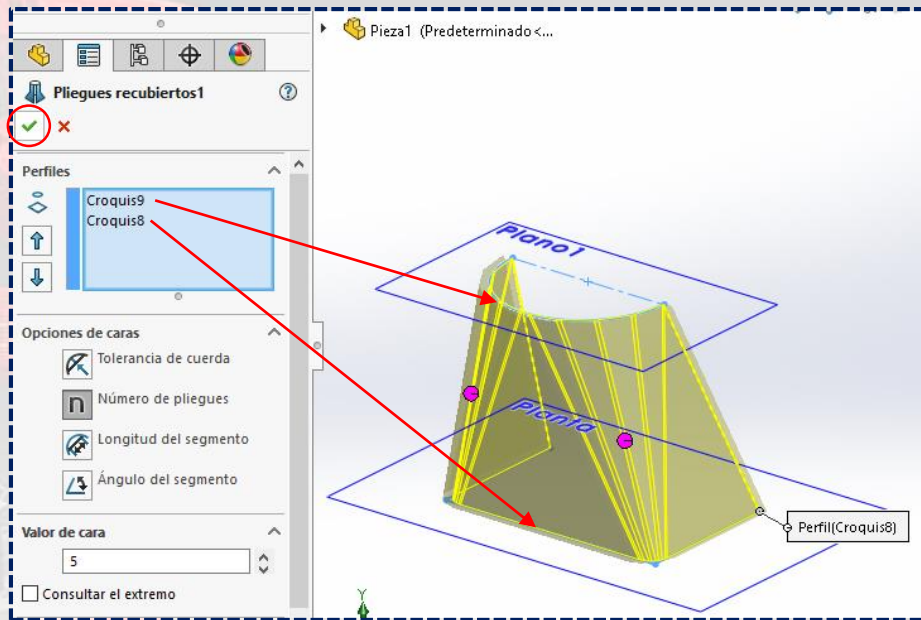 Pieza1 (Predeterminado<...
Pliegues recubiertos1
Perfiles
Croquis9
Croquis8
Opciones de caras
Tolerancia de cuerda
Número de pliegues
Longitud del segmento
Ángulo del segmento
Valor de cara
5
Consultar el extremo
Plano1
Planta
Perfil(Croquis8)
Y